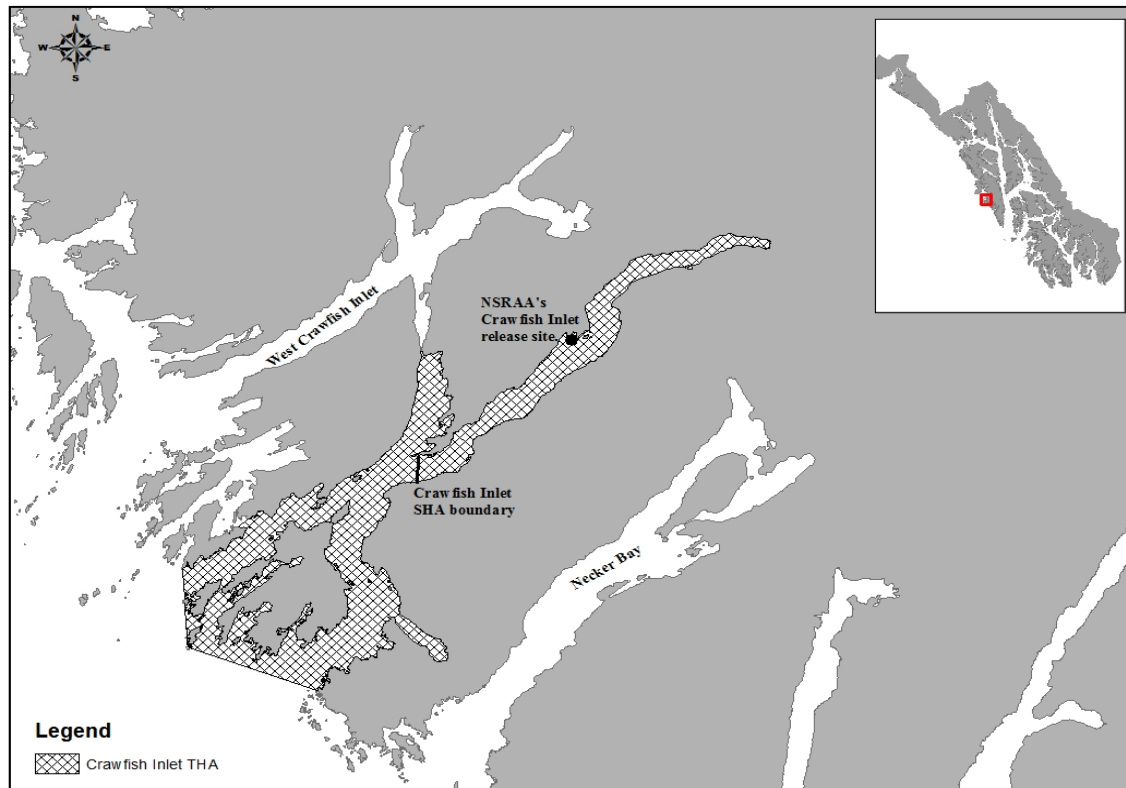 N
W E
S
NSRAA's
Crawfish Inlet
release site.
West Crawfish Inlet
Crawfish Inlet
SHA boundary
Necker Bay
Legend
Crawfish Inlet THA